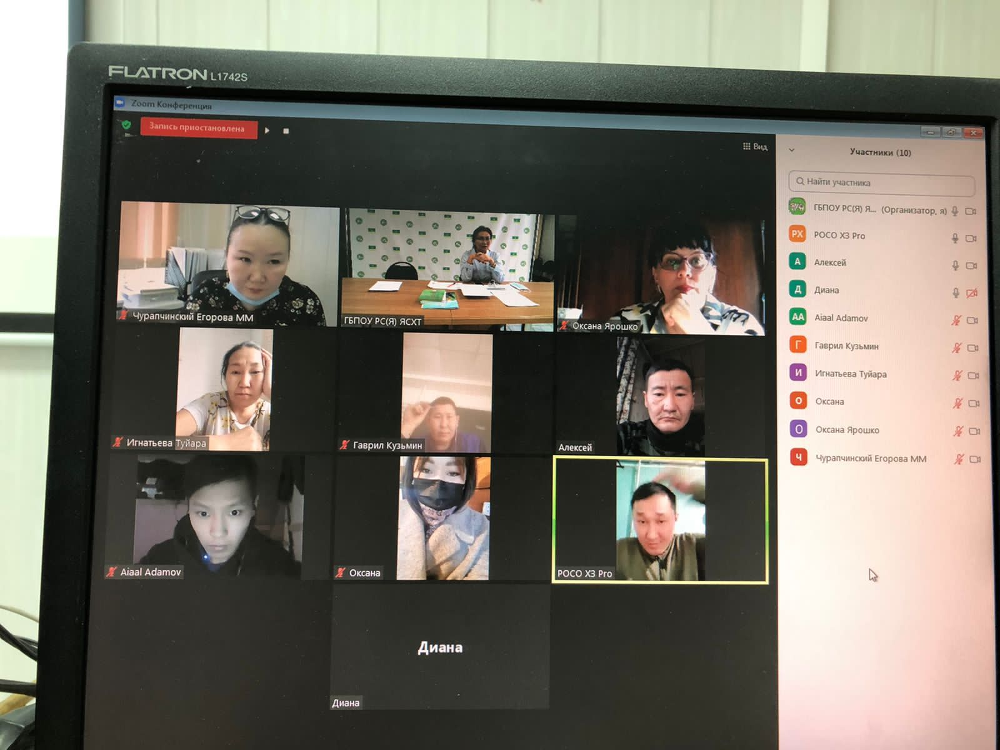 FLATRON L1742S
Zoom Конференция
Запись приостановлена
Вид
Чурапчинский Егорова ММ
ГБПОУ РС(Я) ЯСХТ
Оксана Ярошко
Игнатьева Туйара
Гаврил Кузьмин
Алексей
Aiaal Adamov
Оксана
POCO X3 Pro
Диана
Диана
Участники (10)
Найти участника
ГБПОУ РС(Я) Я... (Организатор, я)
PX POCO X3 Pro
А Алексей
Д Диана
AA Aiaal Adamov
Г Гаврил Кузьмин
И Игнатьева Туйара
О Оксана
О Оксана Ярошко
Ч Чурапчинский Егорова ММ